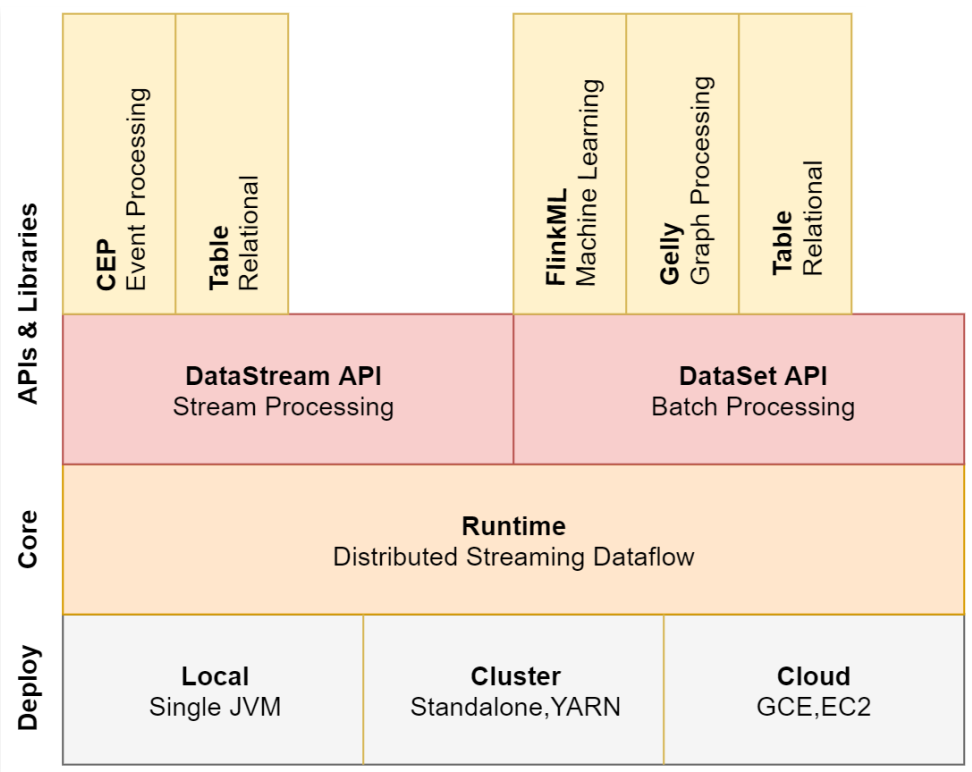 APIs & Libraries
CEP
Event Processing
Table
Relational
FlinkML
Machine Learning
Gelly
Graph Processing
Table
Relational
DataStream API
Stream Processing
DataSet API
Batch Processing
Core
Runtime
Distributed Streaming Dataflow
Deploy
Local
Single JVM
Cluster
Standalone,YARN
Cloud
GCE,EC2